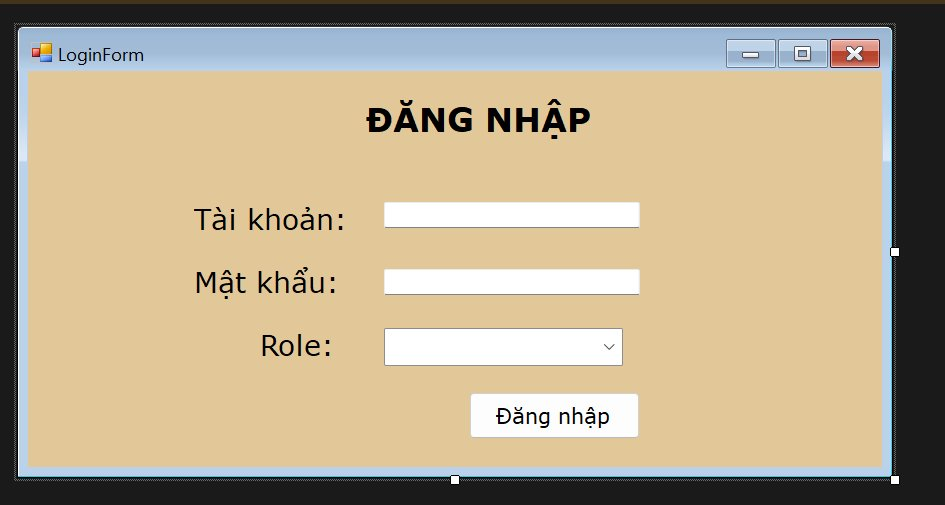 LoginForm
ĐĂNG NHẬP
Tài khoản:
Mật khẩu:
Role:
Đăng nhập